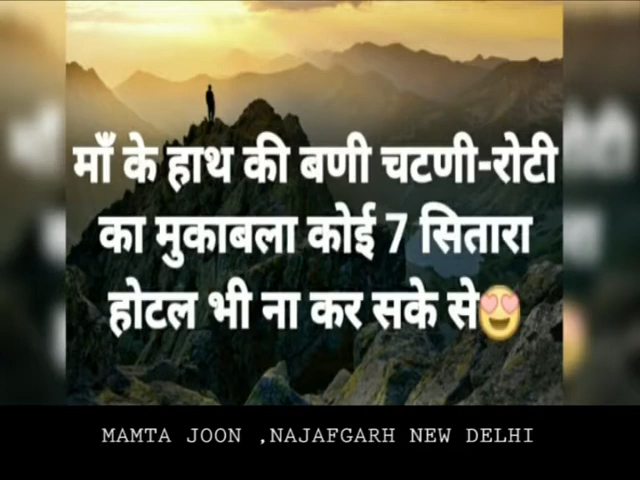 माँ के हाथ की बणी चटणी-रोटी
का मुकाबला कोई 7 सितारा
होटल भी ना कर सके से😍
MAMTA JOON ,NAJAFGARH NEW DELHI